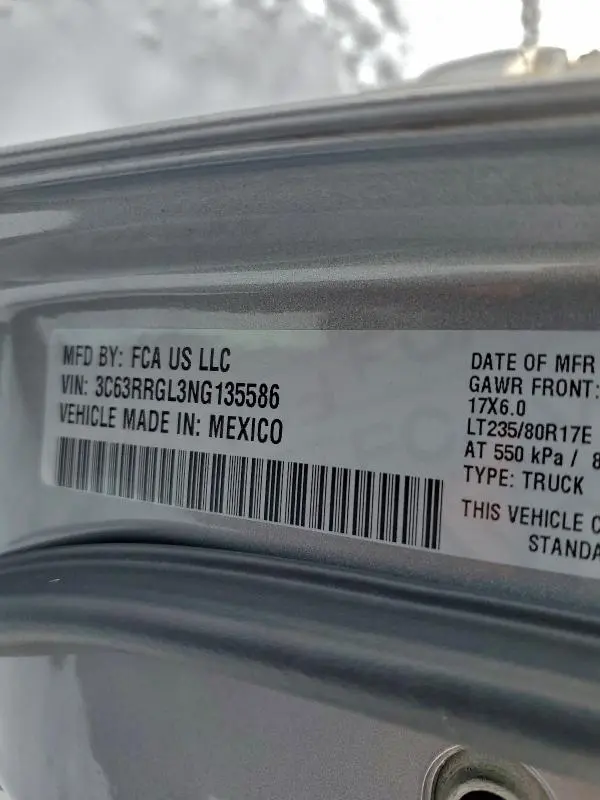 MFD BY: FCA US LLC
VIN: 3C63RRGL3NG135586
VEHICLE MADE IN: MEXICO
DATE OF MFR
GAWR FRONT:
17X6.0
LT235/80R17E
AT 550 kPa / 8
TYPE: TRUCK
THIS VEHICLE C
STANDA